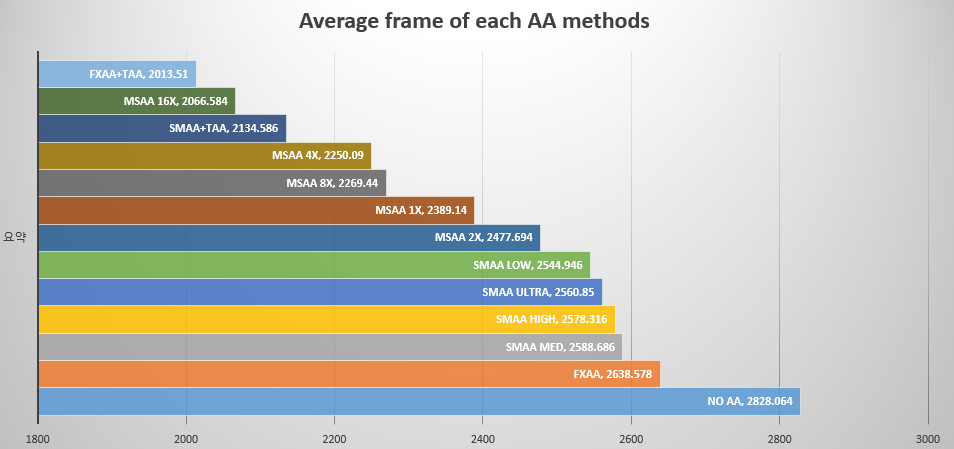 Average frame of each AA methods
FXAA+TAA, 2013.51
MSAA 16X, 2066.584
SMAA+TAA, 2134.586
MSAA 4X, 2250.09
MSAA 8X, 2269.44
MSAA 1X, 2389.14
MSAA 2X, 2477.694
SMAA LOW, 2544.946
SMAA ULTRA, 2560.85
SMAA HIGH, 2578.316
SMAA MED, 2588.686
FXAA, 2638.578
NO AA, 2828.064
1800 2000 2200 2400 2600 2800 3000